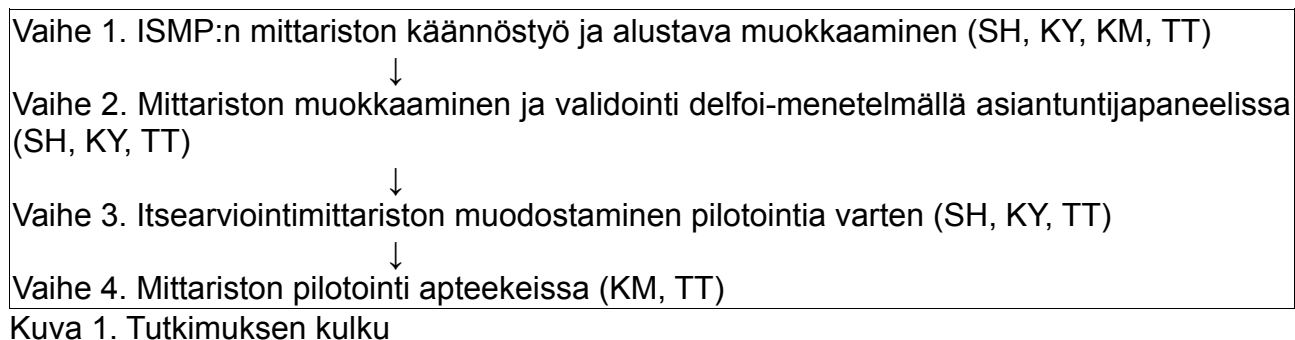 Vaihe 1. ISMP:n mittariston käännöstyö ja alustava muokkaaminen (SH, KY, KM, TT)
↓
Vaihe 2. Mittariston muokkaaminen ja validointi delfoi-menetelmällä asiantuntijapaneelissa
(SH, KY, TT)
↓
Vaihe 3. Itsearviointimittariston muodostaminen pilotointia varten (SH, KY, TT)
↓
Vaihe 4. Mittariston pilotointi apteekeissa (KM, TT)
Kuva 1. Tutkimuksen kulku